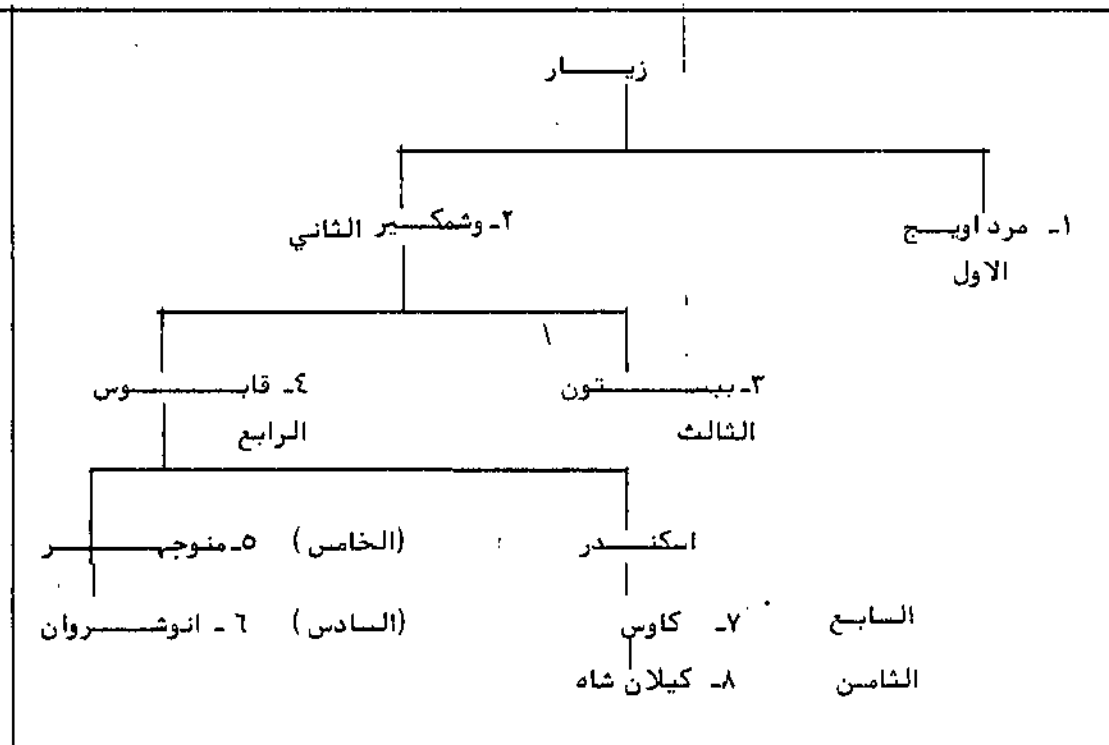 زيار
١- مرداويج ٢- وشمكير الثاني
الاول
٣- ببستون ٤- قابوس
الثالث الرابع
اسكندر (الخامس) ٥- منوجهر
السابع ٧- كاوس (السادس) ٦- انوشروان
الثامن ٨- كيلان شاه